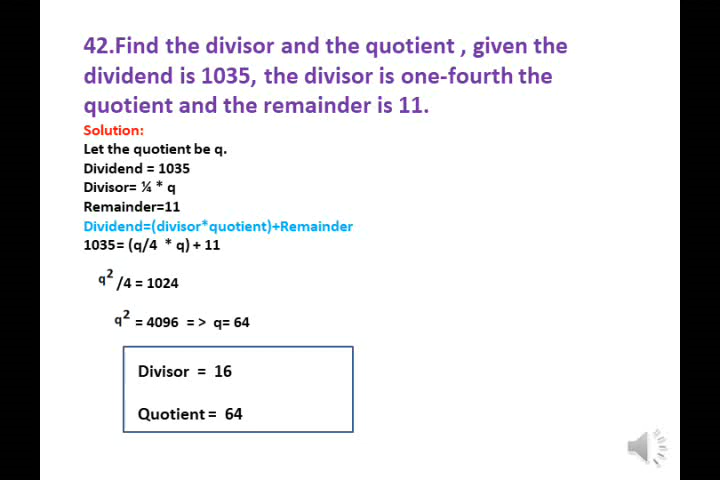 42.Find the divisor and the quotient , given the
dividend is 1035, the divisor is one-fourth the
quotient and the remainder is 11.
Solution:
Let the quotient be q.
Dividend = 1035
Divisor= ¼ * q
Remainder=11
Dividend=(divisor*quotient)+Remainder
1035= (q/4 * q) + 11
q² /4 = 1024
q² = 4096 = > q= 64
Divisor = 16
Quotient = 64